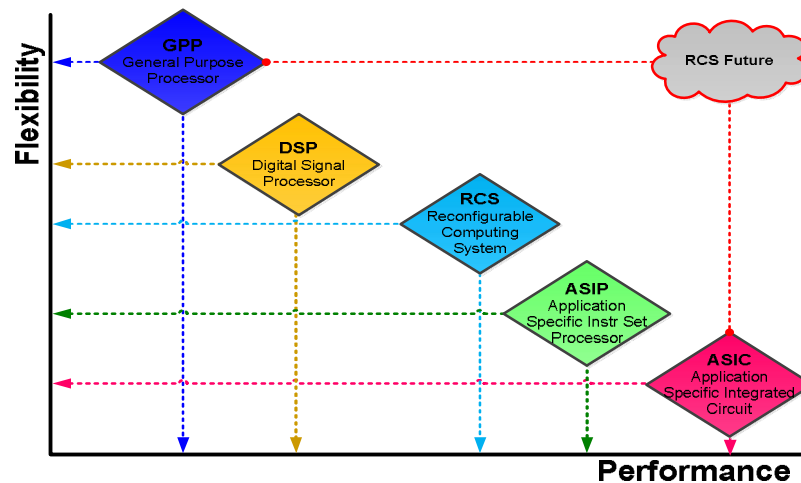 Flexibility
GPP
General Purpose
Processor
RCS Future
DSP
Digital Signal
Processor
RCS
Reconfigurable
Computing
System
ASIP
Application
Specific Instr Set
Processor
ASIC
Application
Specific Integrated
Circuit
Performance